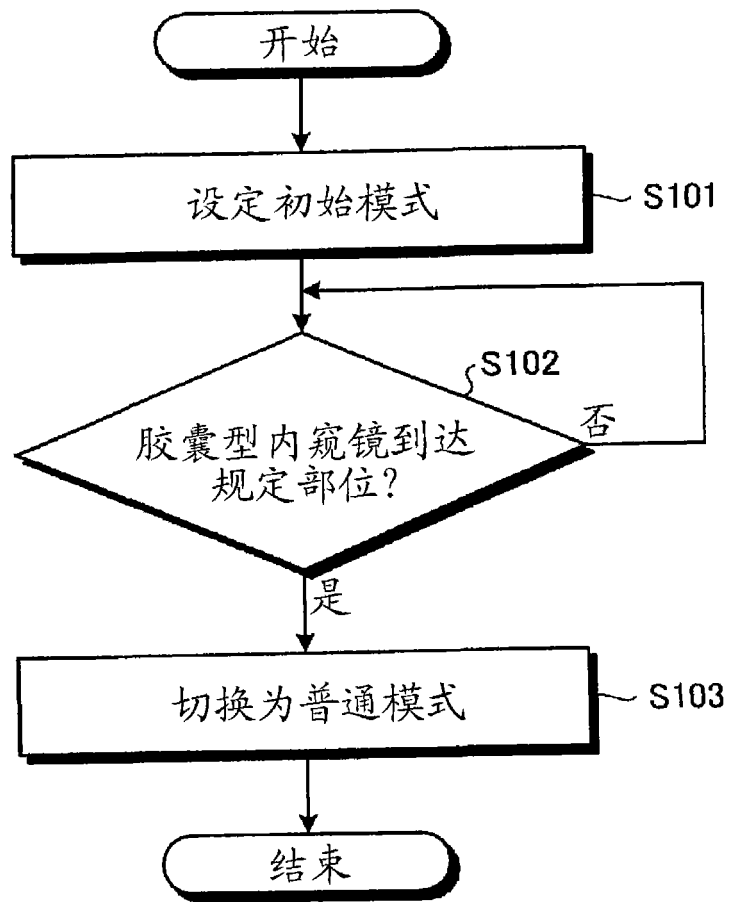 开始
设定初始模式
S101
S102
胶囊型内窥镜到达
规定部位？
否
是
切换为普通模式
S103
结束